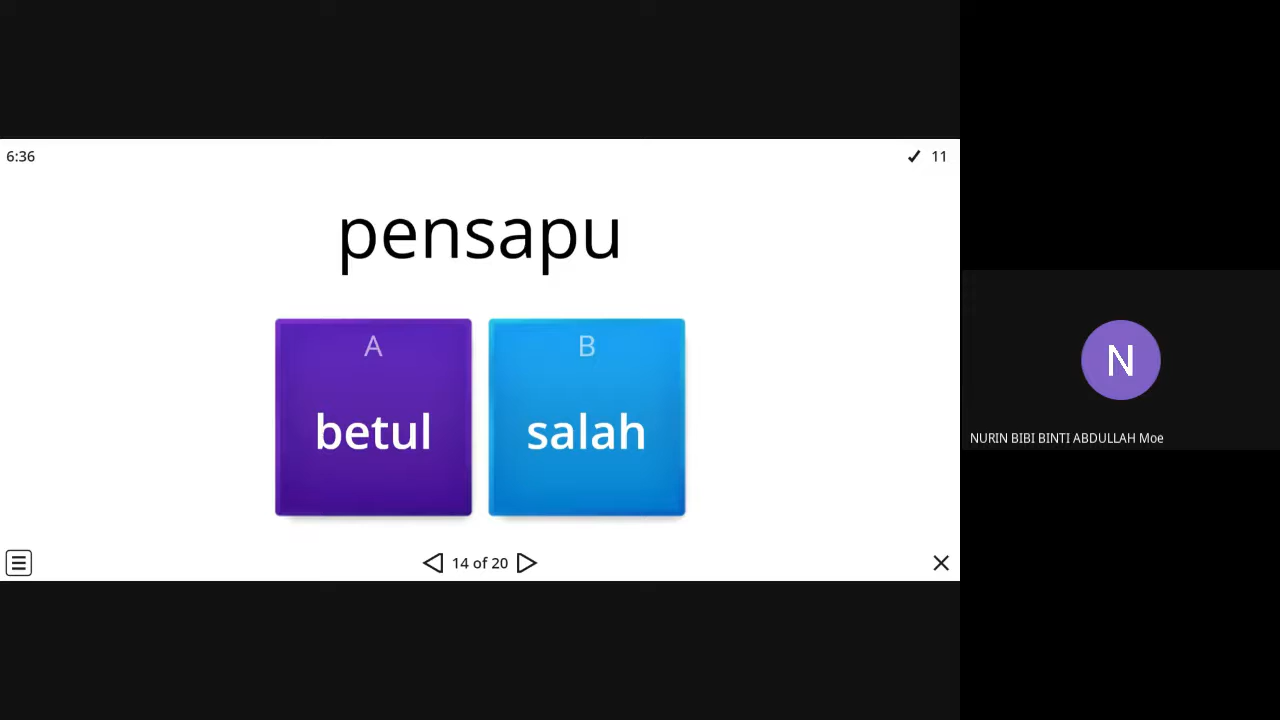 6:36
✓ 11
pensapu
A
betul
B
salah
14 of 20
N
NURIN BIBI BINTI ABDULLAH Moe